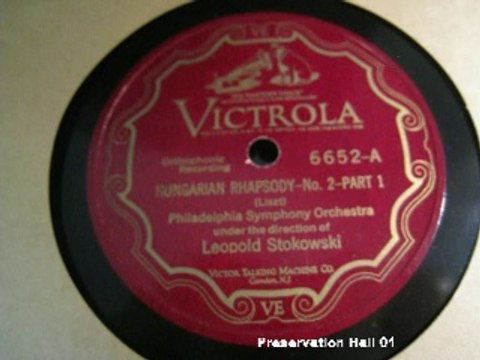 VE
VICTROLA
Orthophonic
Recording
6652-A
HUNGARIAN RHAPSODY-No. 2-PART 1
(Liszt)
Philadelphia Symphony Orchestra
under the direction of
Leopold Stokowski
VICTOR TALKING MACHINE CO.
Camden, N.J.
VE
Preservation Hall 01